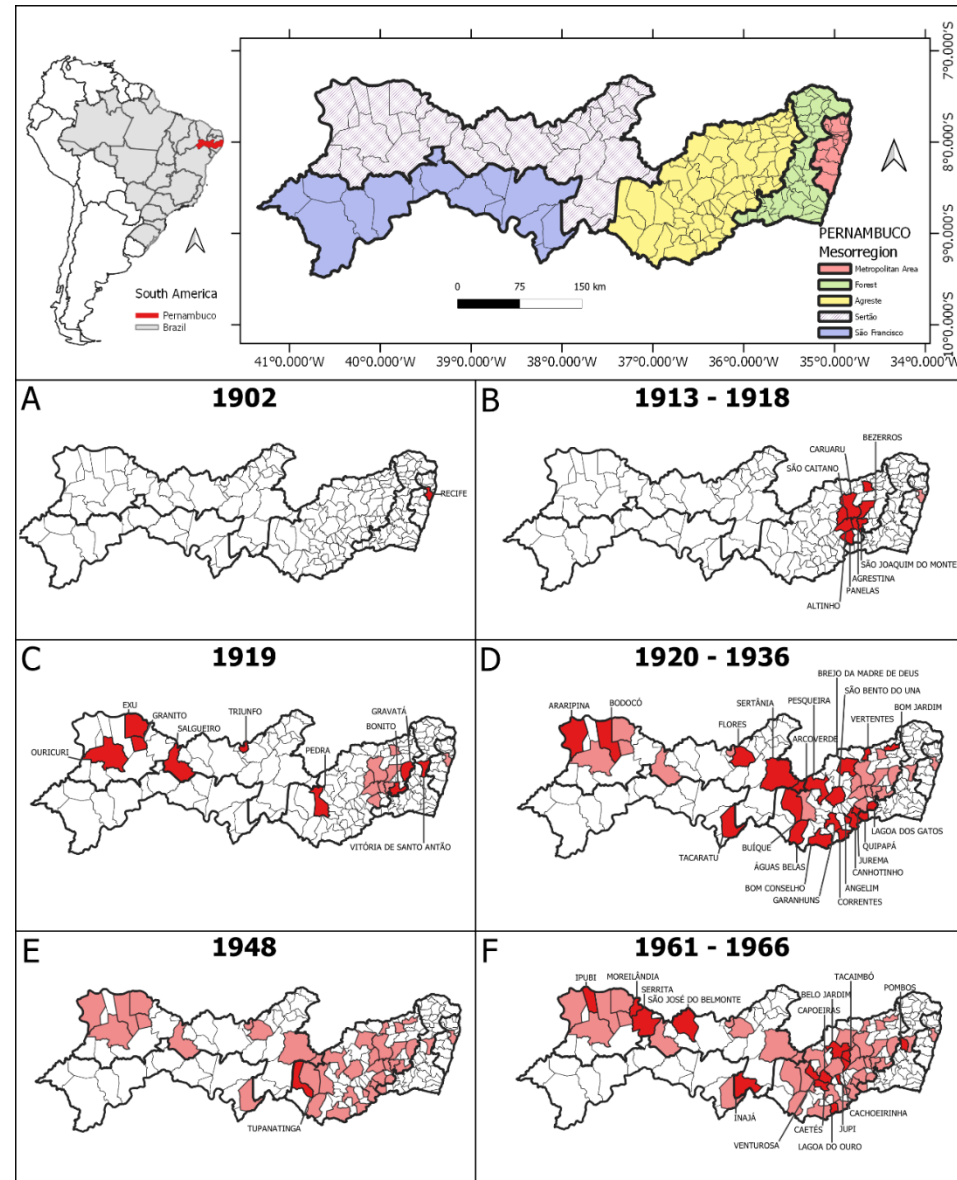 South America
Pernambuco
Brazil
7°0.000'S
8°0.000'S
9°0.000'S
10°0.000'S
PERNAMBUCO
Mesorregion
Metropolitan Area
Forest
Agreste
Sertão
São Francisco
0 75 150 km
41°0.000'W 40°0.000'W 39°0.000'W 38°0.000'W 37°0.000'W 36°0.000'W 35°0.000'W 34°0.000'W
A 1902
RECIFE
B 1913 - 1918
BEZERROS
CARUARU
SÃO CAITANO
SÃO JOAQUIM DO MONTE
AGRESTINA
PANELAS
ALTINHO
C 1919
EXU
GRANITO
SALGUEIRO
TRIUNFO
GRAVATÁ
BONITO
OURICURI
PEDRA
VITÓRIA DE SANTO ANTÃO
D 1920 - 1936
BREJO DA MADRE DE DEUS
SÃO BENTO DO UNA
BOM JARDIM
PESQUEIRA
SERTÂNIA
VERTENTES
ARARIPINA
BODOCÓ
FLORES
ARCOVERDE
LAGOA DOS GATOS
QUIPAPÁ
JUREMA
CANHOTINHO
TACARATU
BUÍQUE
ÁGUAS BELAS
BOM CONSELHO
ANGELIM
GARANHUNS
CORRENTES
E 1948
TUPANATINGA
F 1961 - 1966
IPUBI
MOREILÂNDIA
SERRITA
SÃO JOSÉ DO BELMONTE
TACAIMBÓ
BELO JARDIM
CAPOEIRAS
POMBOS
INAJÁ
VENTUROSA
CACHOEIRINHA
CAETÉS
JUPI
LAGOA DO OURO